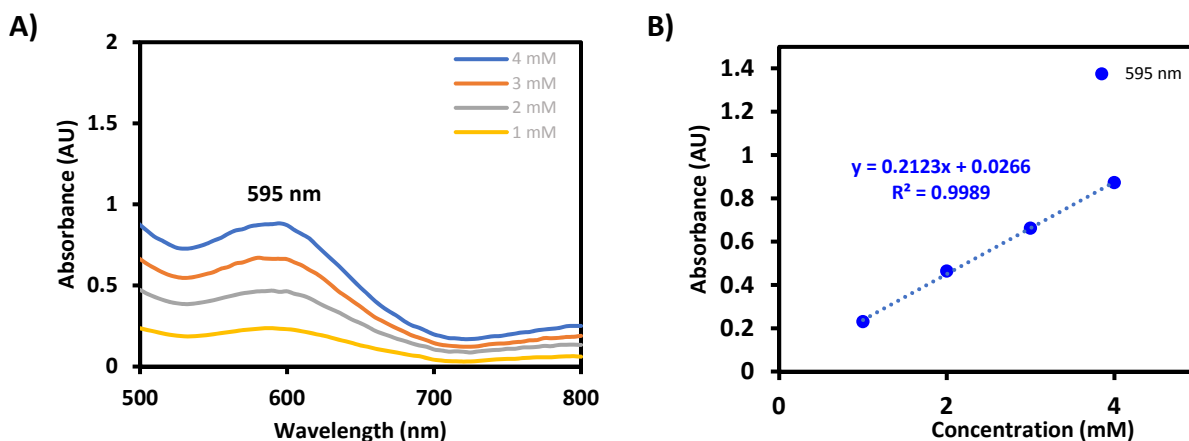 A)
2
1.5
1
0.5
0
500
600
700
800
Absorbance (AU)
Wavelength (nm)
4 mM
3 mM
2 mM
1 mM
595 nm
B)
1.4
1.2
1
0.8
0.6
0.4
0.2
0
0
2
4
Absorbance (AU)
Concentration (mM)
595 nm
y = 0.2123x + 0.0266
R² = 0.9989